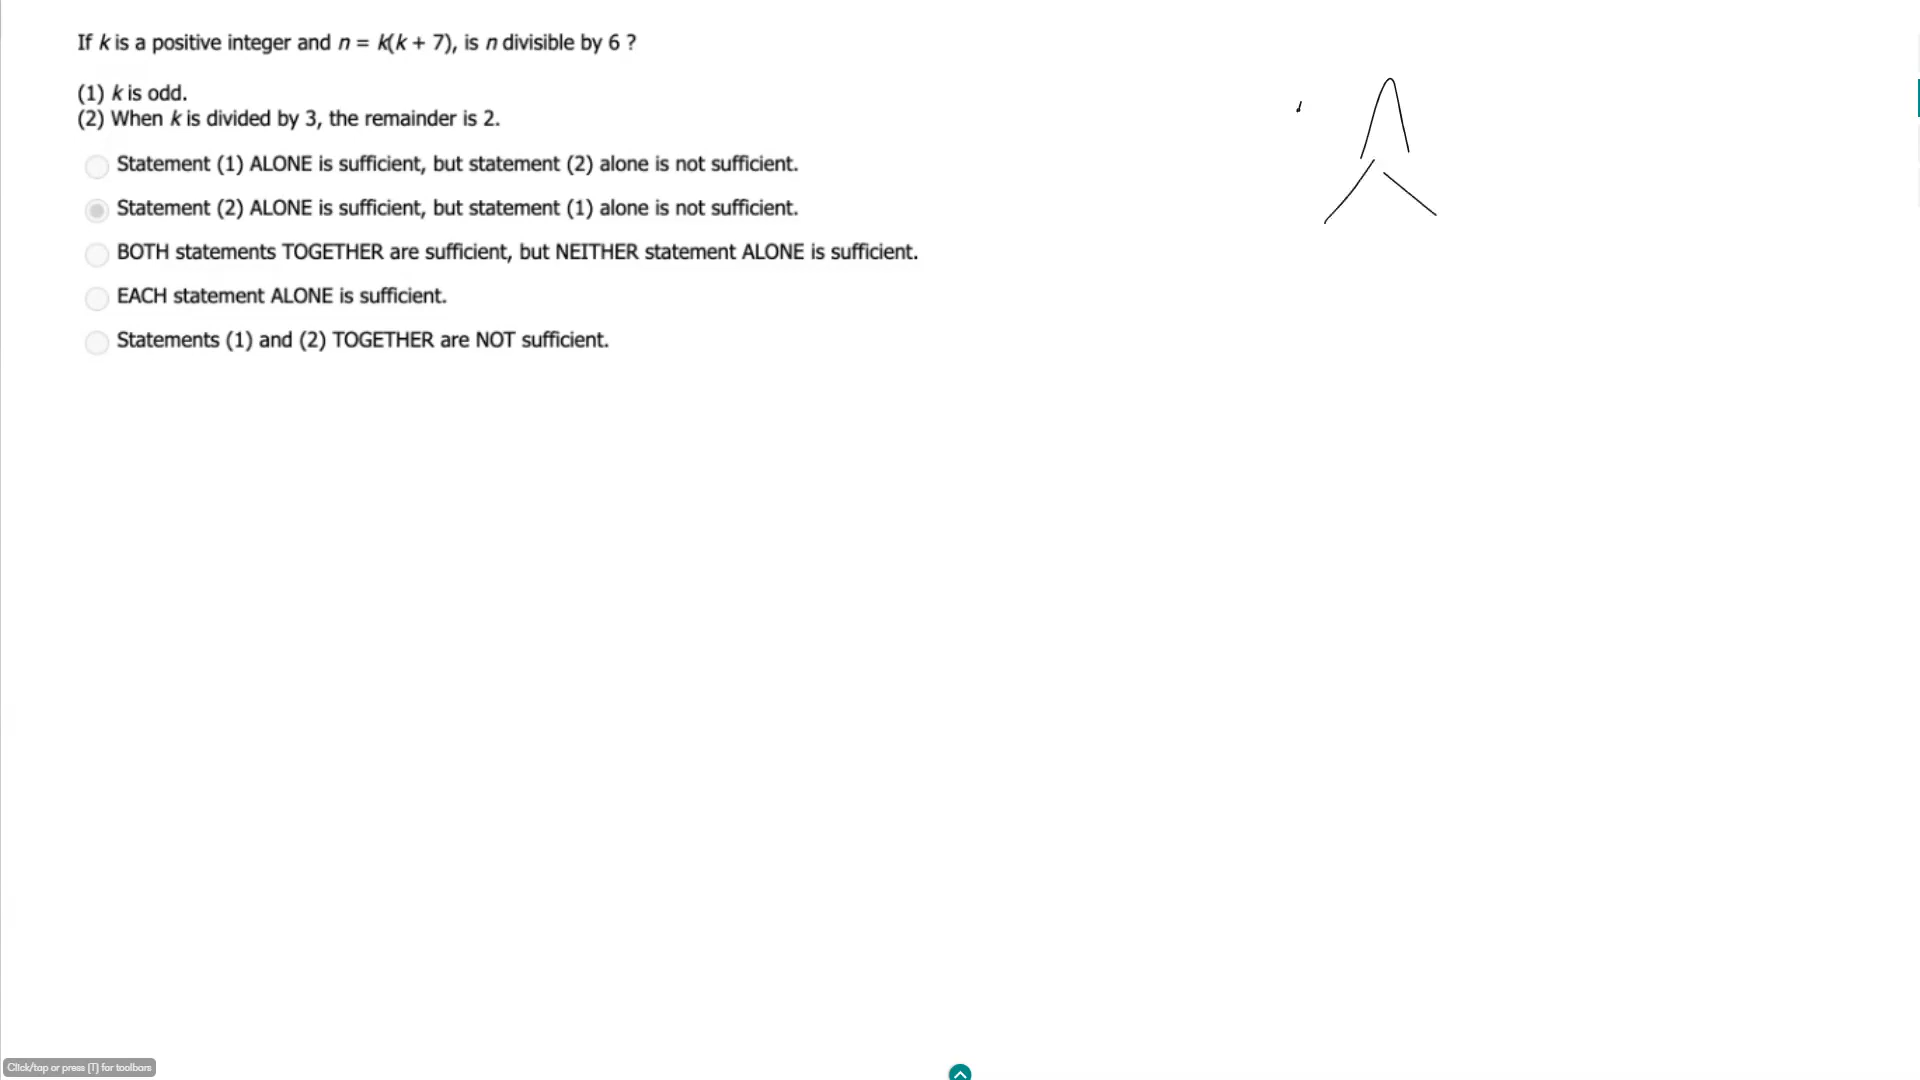 If k is a positive integer and n = k(k + 7), is n divisible by 6 ?
(1) k is odd.
(2) When k is divided by 3, the remainder is 2.
Statement (1) ALONE is sufficient, but statement (2) alone is not sufficient.
Statement (2) ALONE is sufficient, but statement (1) alone is not sufficient.
BOTH statements TOGETHER are sufficient, but NEITHER statement ALONE is sufficient.
EACH statement ALONE is sufficient.
Statements (1) and (2) TOGETHER are NOT sufficient.
Click/tap or press [T] for toolbars